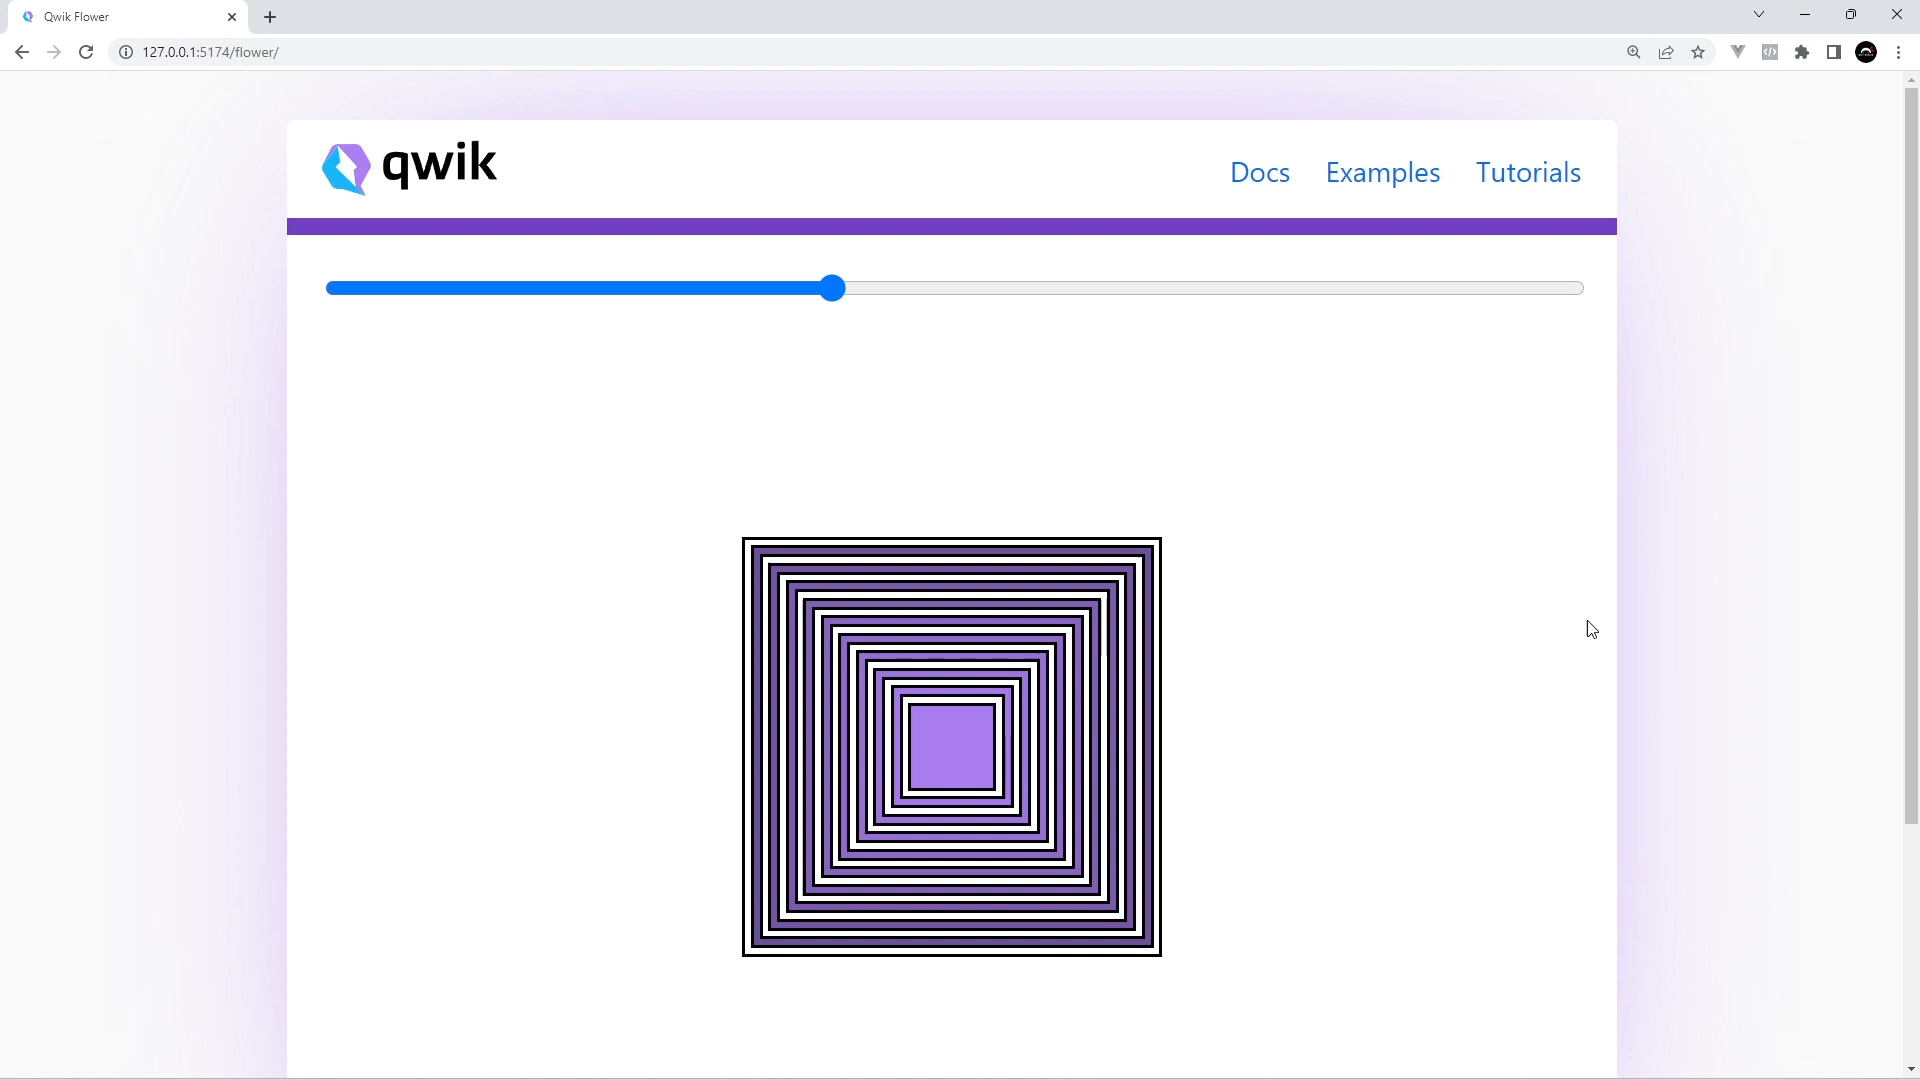 Qwik Flower
127.0.0.1:5174/flower/
qwik
Docs Examples Tutorials